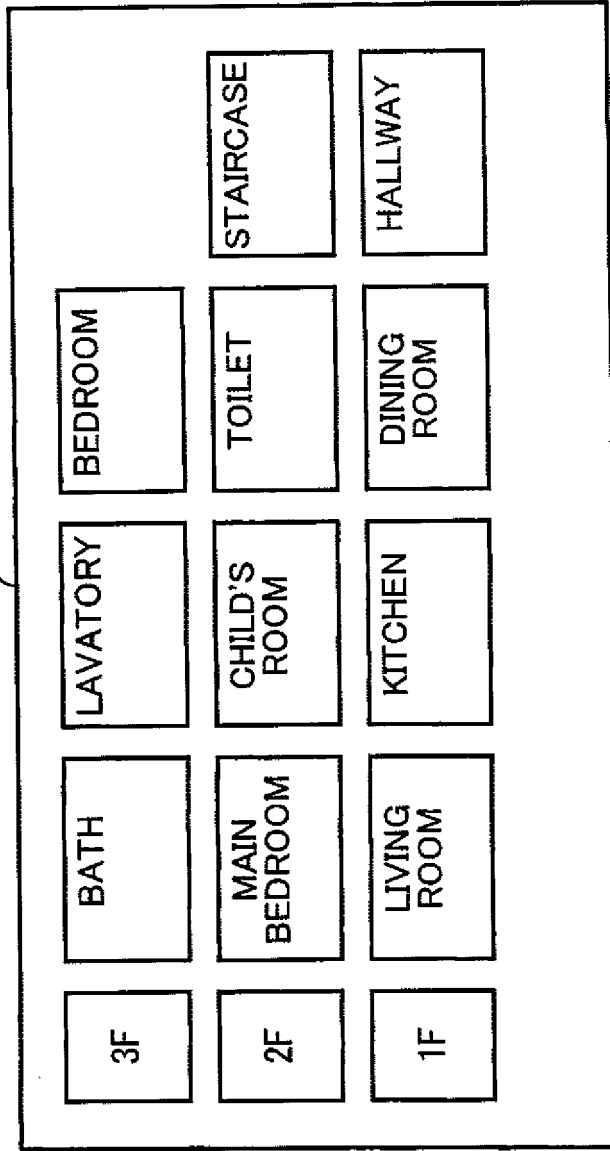 3F
BATH
LAVATORY
BEDROOM
2F
MAIN
BEDROOM
CHILD'S
ROOM
TOILET
STAIRCASE
1F
LIVING
ROOM
KITCHEN
DINING
ROOM
HALLWAY